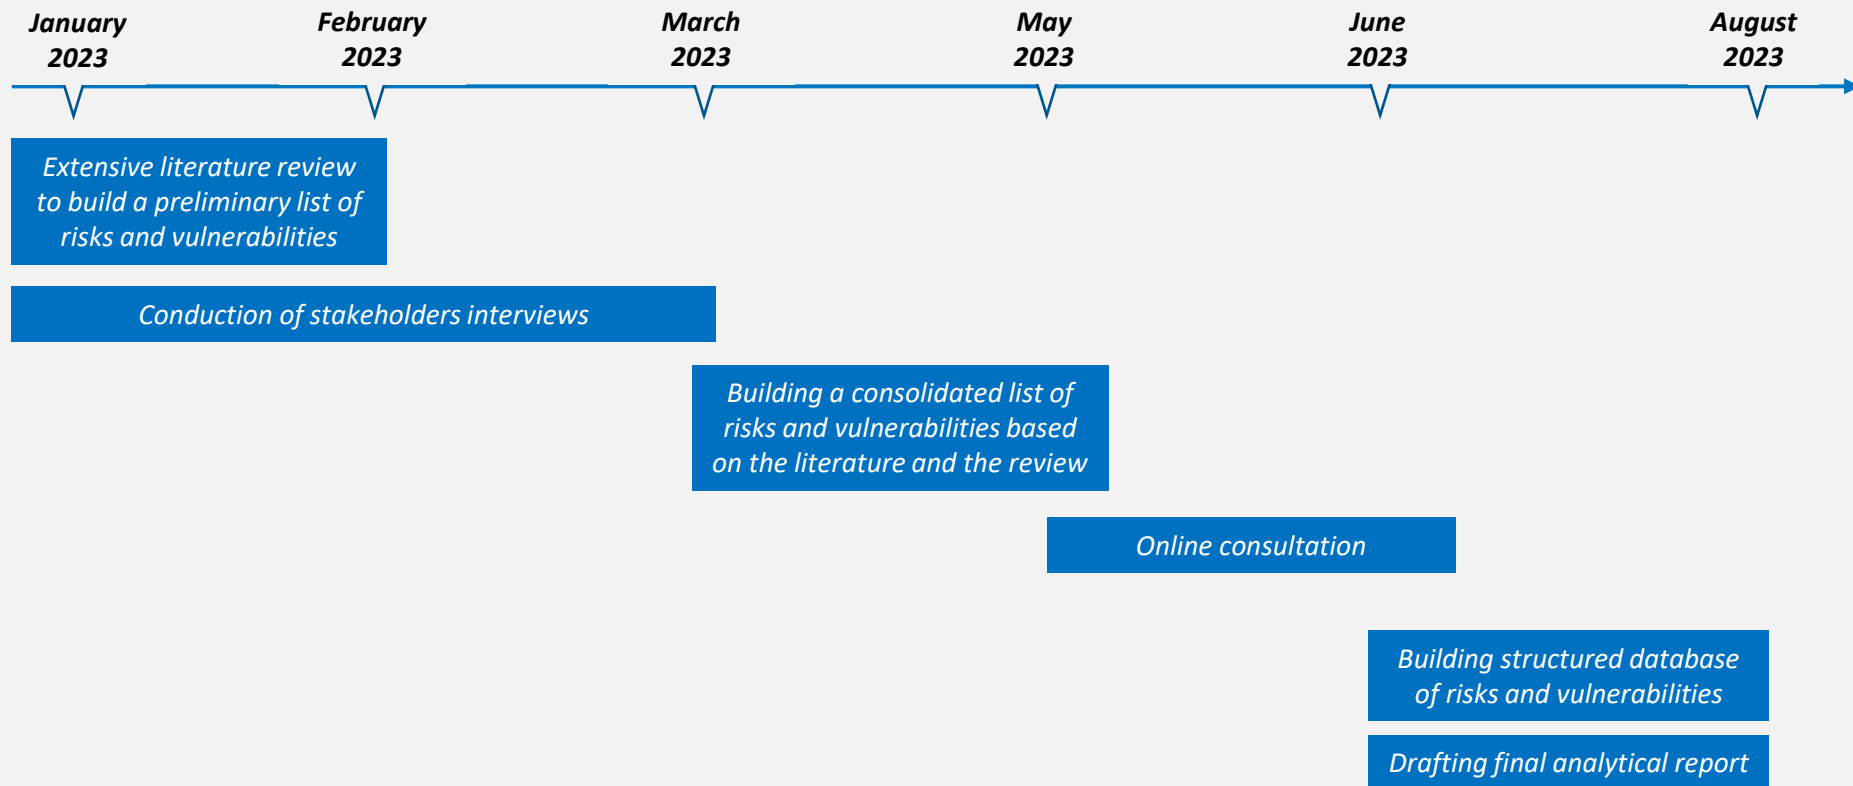 January
2023
February
2023
March
2023
May
2023
June
2023
August
2023
Extensive literature review
to build a preliminary list of
risks and vulnerabilities
Conduction of stakeholders interviews
Building a consolidated list of
risks and vulnerabilities based
on the literature and the review
Online consultation
Building structured database
of risks and vulnerabilities
Drafting final analytical report